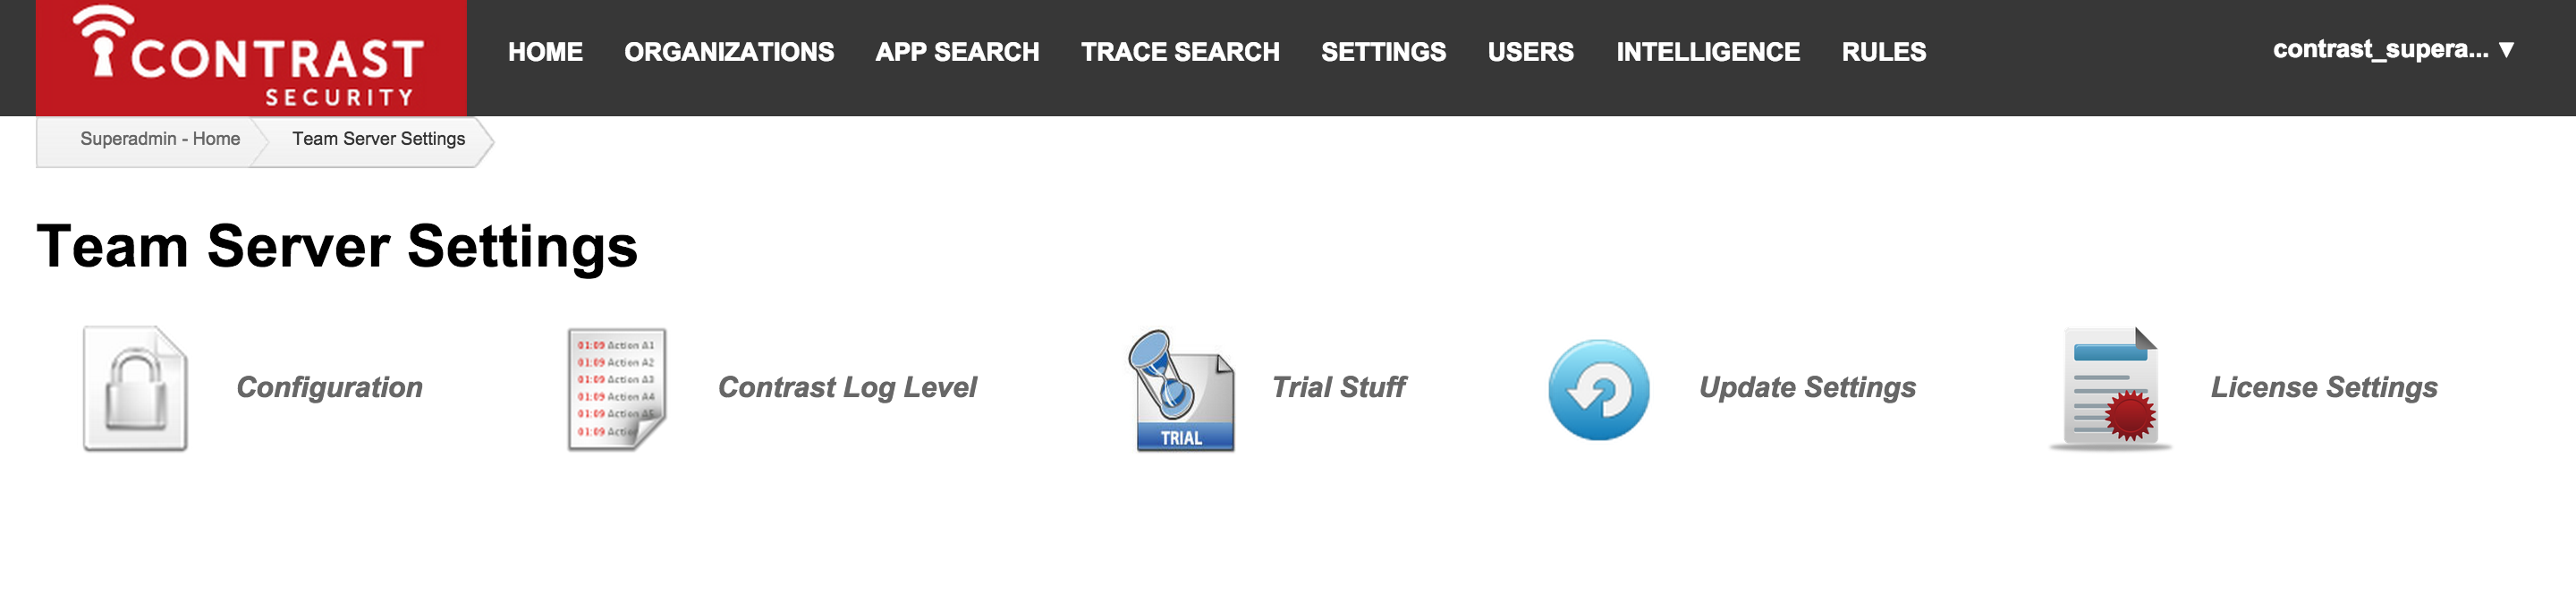 CONTRAST
SECURITY
HOME ORGANIZATIONS APP SEARCH TRACE SEARCH SETTINGS USERS INTELLIGENCE RULES
contrast_supera... ▼
Superadmin - Home Team Server Settings
Team Server Settings
Configuration
01:09 Action A1
01:09 Action A2
01:09 Action A3
01:09 Action A4
01:09 Action A5
01:09 Actio
Contrast Log Level
TRIAL
Trial Stuff
Update Settings
License Settings